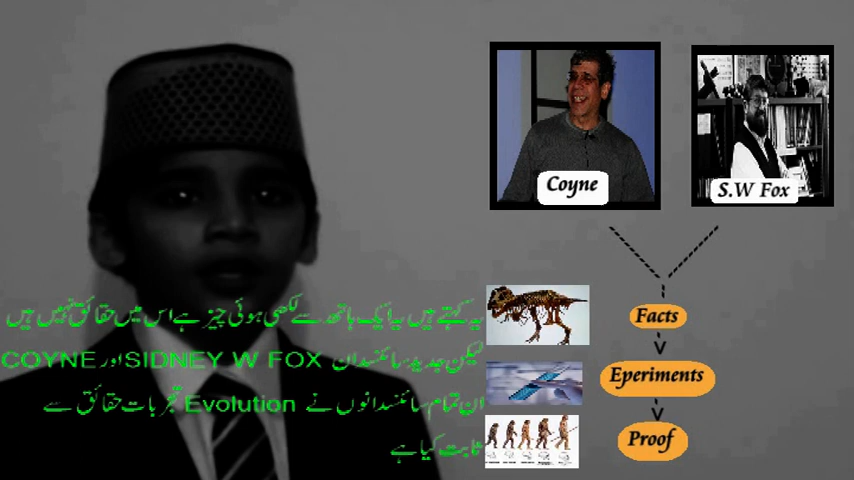 Coyne
S.W Fox
یہ کہتے ہیں یہ ایک ہاتھ سے لکھی ہوئی چیز ہے اس میں حقائق نہیں ہیں
لیکن جدید سائنسدان SIDNEY W FOX اور COYNE
ان تمام سائنسدانوں نے Evolution تجربات حقائق سے
ثابت کیا ہے
Facts
Eperiments
Proof